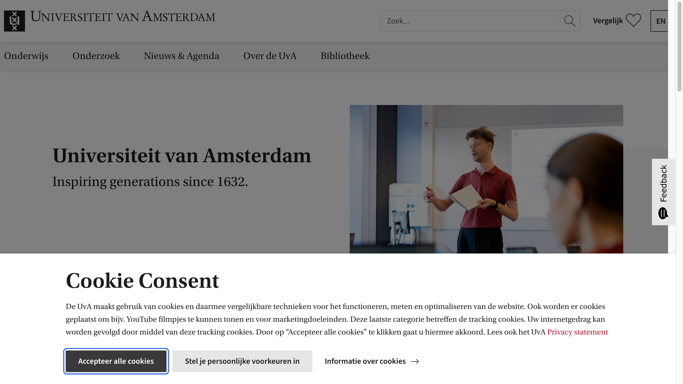 UNIVERSITEIT VAN AMSTERDAM
Zoek...
Vergelijk
EN
Onderwijs
Onderzoek
Nieuws & Agenda
Over de UvA
Bibliotheek
Universiteit van Amsterdam
Inspiring generations since 1632.
Feedback
Cookie Consent
De UvA maakt gebruik van cookies en daarmee vergelijkbare technieken voor het functioneren, meten en optimaliseren van de website. Ook worden er cookies
geplaatst om bijv. YouTube filmpjes te kunnen tonen en voor marketingdoeleinden. Deze laatste categorie betreffen de tracking cookies. Uw internetgedrag kan
worden gevolgd door middel van deze tracking cookies. Door op “Accepteer alle cookies” te klikken gaat u hiermee akkoord. Lees ook het UvA Privacy statement
Accepteer alle cookies
Stel je persoonlijke voorkeuren in
Informatie over cookies